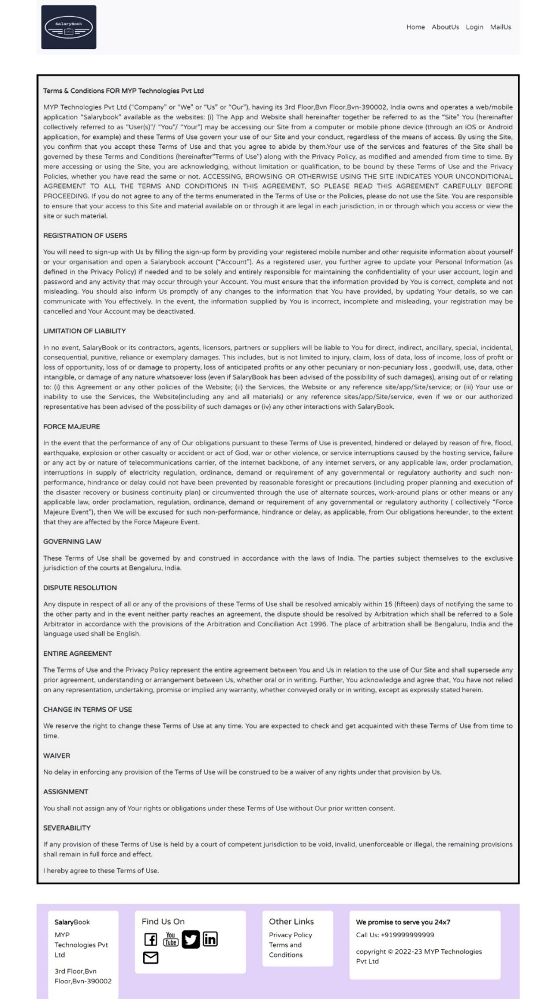 SalaryBook
Home AboutUs Login MailUs
Terms & Conditions FOR MYP Technologies Pvt Ltd
MYP Technologies Pvt Ltd (“Company” or “We” or “Us” or “Our”), having its 3rd Floor,Bvn Floor,Bvn-390002, India owns and operates a web/mobile
application “Salarybook” available as the websites: (i) The App and Website shall hereinafter together be referred to as the “Site” You (hereinafter
collectively referred to as “User(s)”/ “You”/ “Your”) may be accessing our Site from a computer or mobile phone device (through an iOS or Android
application, for example) and these Terms of Use govern your use of our Site and your conduct, regardless of the means of access. By using the Site,
you confirm that you accept these Terms of Use and that you agree to abide by them.Your use of the services and features of the Site shall be
governed by these Terms and Conditions (hereinafter"Terms of Use") along with the Privacy Policy, as modified and amended from time to time. By
mere accessing or using the Site, you are acknowledging, without limitation or qualification, to be bound by these Terms of Use and the Privacy
Policies, whether you have read the same or not. ACCESSING, BROWSING OR OTHERWISE USING THE SITE INDICATES YOUR UNCONDITIONAL
AGREEMENT TO ALL THE TERMS AND CONDITIONS IN THIS AGREEMENT, SO PLEASE READ THIS AGREEMENT CAREFULLY BEFORE
PROCEEDING. If you do not agree to any of the terms enumerated in the Terms of Use or the Policies, please do not use the Site. You are responsible
to ensure that your access to this Site and material available on or through it are legal in each jurisdiction, in or through which you access or view the
site or such material.
REGISTRATION OF USERS
You will need to sign-up with Us by filling the sign-up form by providing your registered mobile number and other requisite information about yourself
or your organisation and open a Salarybook account (“Account”). As a registered user, you further agree to update your Personal Information (as
defined in the Privacy Policy) if needed and to be solely and entirely responsible for maintaining the confidentiality of your user account, login and
password and any activity that may occur through your Account. You must ensure that the information provided by You is correct, complete and not
misleading. You should also inform Us promptly of any changes to the information that You have provided, by updating Your details, so we can
communicate with You effectively. In the event, the information supplied by You is incorrect, incomplete and misleading, your registration may be
cancelled and Your Account may be deactivated.
LIMITATION OF LIABILITY
In no event, SalaryBook or its contractors, agents, licensors, partners or suppliers will be liable to You for direct, indirect, ancillary, special, incidental,
consequential, punitive, reliance or exemplary damages. This includes, but is not limited to injury, claim, loss of data, loss of income, loss of profit or
loss of opportunity, loss of or damage to property, loss of anticipated profits or any other pecuniary or non-pecuniary loss , goodwill, use, data, other
intangible, or damage of any nature whatsoever loss (even if SalaryBook has been advised of the possibility of such damages), arising out of or relating
to: (i) this Agreement or any other policies of the Website; (ii) the Services, the Website or any reference site/app/Site/service; or (iii) Your use or
inability to use the Services, the Website(including any and all materials) or any reference sites/app/Site/service, even if we or our authorized
representative has been advised of the possibility of such damages or (iv) any other interactions with SalaryBook.
FORCE MAJEURE
In the event that the performance of any of Our obligations pursuant to these Terms of Use is prevented, hindered or delayed by reason of fire, flood,
earthquake, explosion or other casualty or accident or act of God, war or other violence, or service interruptions caused by the hosting service, failure
or any act by or nature of telecommunications carrier, of the internet backbone, of any internet servers, or any applicable law, order proclamation,
interruptions in supply of electricity regulation, ordinance, demand or requirement of any governmental or regulatory authority and such non-
performance, hindrance or delay could not have been prevented by reasonable foresight or precautions (including proper planning and execution of
the disaster recovery or business continuity plan) or circumvented through the use of alternate sources, work-around plans or other means or any
applicable law, order proclamation, regulation, ordinance, demand or requirement of any governmental or regulatory authority ( collectively “Force
Majeure Event”), then We will be excused for such non-performance, hindrance or delay, as applicable, from Our obligations hereunder, to the extent
that they are affected by the Force Majeure Event.
GOVERNING LAW
These Terms of Use shall be governed by and construed in accordance with the laws of India. The parties subject themselves to the exclusive
jurisdiction of the courts at Bengaluru, India.
DISPUTE RESOLUTION
Any dispute in respect of all or any of the provisions of these Terms of Use shall be resolved amicably within 15 (fifteen) days of notifying the same to
the other party and in the event neither party reaches an agreement, the dispute should be resolved by Arbitration which shall be referred to a Sole
Arbitrator in accordance with the provisions of the Arbitration and Conciliation Act 1996. The place of arbitration shall be Bengaluru, India and the
language used shall be English.
ENTIRE AGREEMENT
The Terms of Use and the Privacy Policy represent the entire agreement between You and Us in relation to the use of Our Site and shall supersede any
prior agreement, understanding or arrangement between Us, whether oral or in writing. Further, You acknowledge and agree that, You have not relied
on any representation, undertaking, promise or implied any warranty, whether conveyed orally or in writing, except as expressly stated herein.
CHANGE IN TERMS OF USE
We reserve the right to change these Terms of Use at any time. You are expected to check and get acquainted with these Terms of Use from time to
time.
WAIVER
No delay in enforcing any provision of the Terms of Use will be construed to be a waiver of any rights under that provision by Us.
ASSIGNMENT
You shall not assign any of Your rights or obligations under these Terms of Use without Our prior written consent.
SEVERABILITY
If any provision of these Terms of Use is held by a court of competent jurisdiction to be void, invalid, unenforceable or illegal, the remaining provisions
shall remain in full force and effect.
I hereby agree to these Terms of Use.
SalaryBook
MYP
Technologies Pvt
Ltd
3rd Floor,Bvn
Floor,Bvn-390002
Find Us On
You
Tube
in
Other Links
Privacy Policy
Terms and
Conditions
We promise to serve you 24x7
Call Us: +919999999999
copyright © 2022-23 MYP Technologies
Pvt Ltd